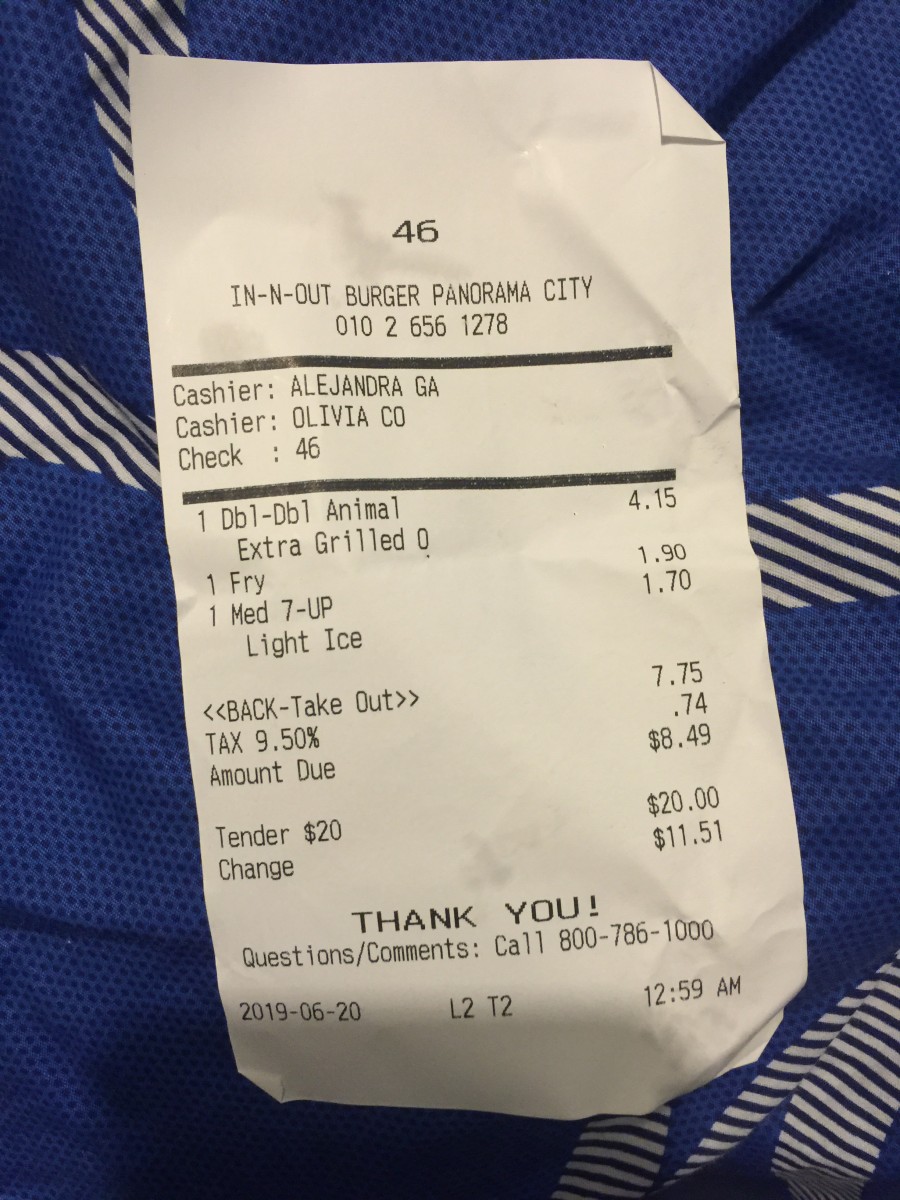 46
IN-N-OUT BURGER PANORAMA CITY
010 2 656 1278
Cashier: ALEJANDRA GA
Cashier: OLIVIA CO
Check : 46
1 Dbl-Dbl Animal 4.15
Extra Grilled O
1 Fry 1.90
1 Med 7-UP 1.70
Light Ice
<<BACK-Take Out>> 7.75
TAX 9.50% .74
Amount Due $8.49
Tender $20 $20.00
Change $11.51
THANK YOU!
Questions/Comments: Call 800-786-1000
2019-06-20 L2 T2 12:59 AM